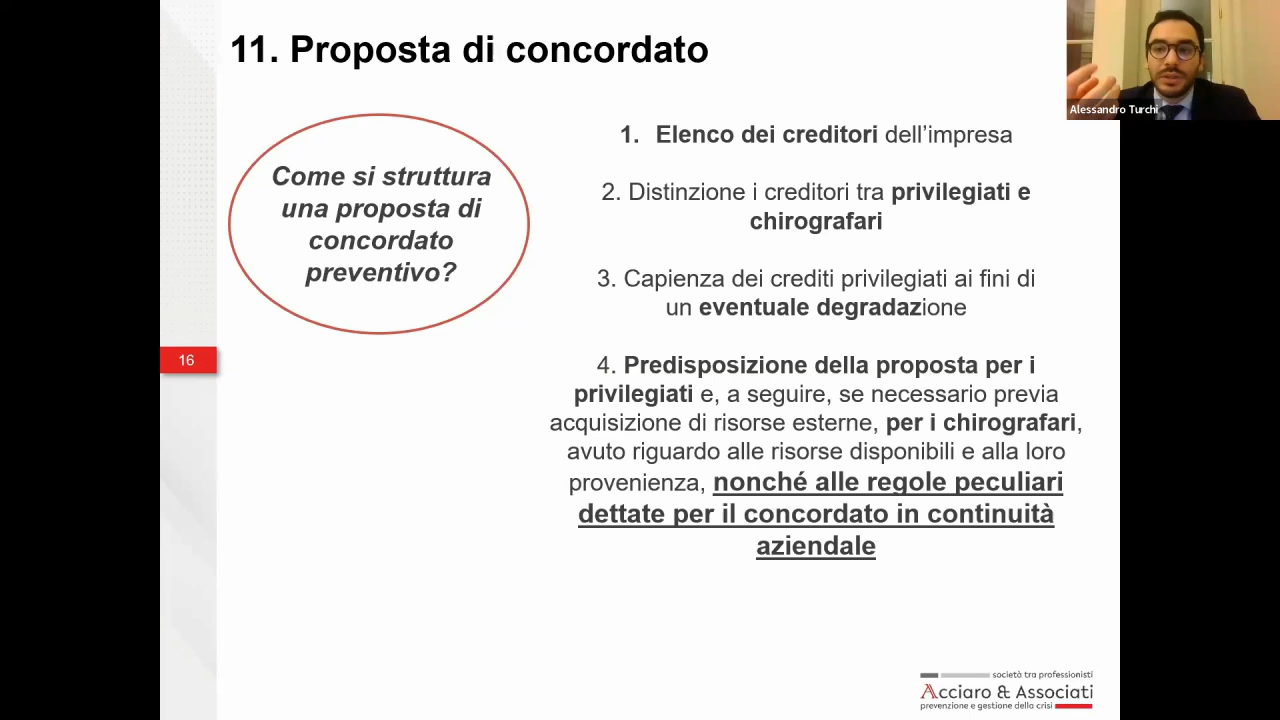 11. Proposta di concordato
Alessandro Turchi
Come si struttura
una proposta di
concordato
preventivo?
1. Elenco dei creditori dell’impresa
2. Distinzione i creditori tra privilegiati e
chirografari
3. Capienza dei crediti privilegiati ai fini di
un eventuale degradazione
4. Predisposizione della proposta per i
privilegiati e, a seguire, se necessario previa
acquisizione di risorse esterne, per i chirografari,
avuto riguardo alle risorse disponibili e alla loro
provenienza, nonché alle regole peculiari
dettate per il concordato in continuità
aziendale
16
società tra professionisti
Acciaro & Associati
prevenzione e gestione della crisi